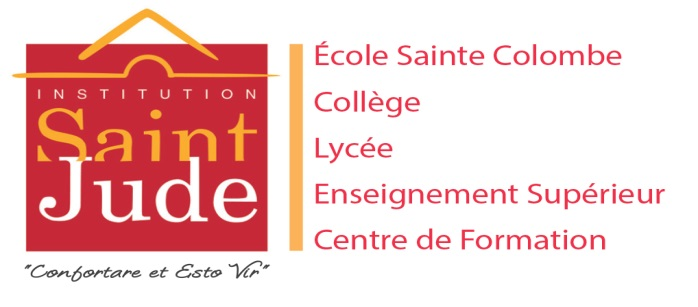 INSTITUTION
Saint
Jude
"Confortare et Esto Vir"
École Sainte Colombe
Collège
Lycée
Enseignement Supérieur
Centre de Formation